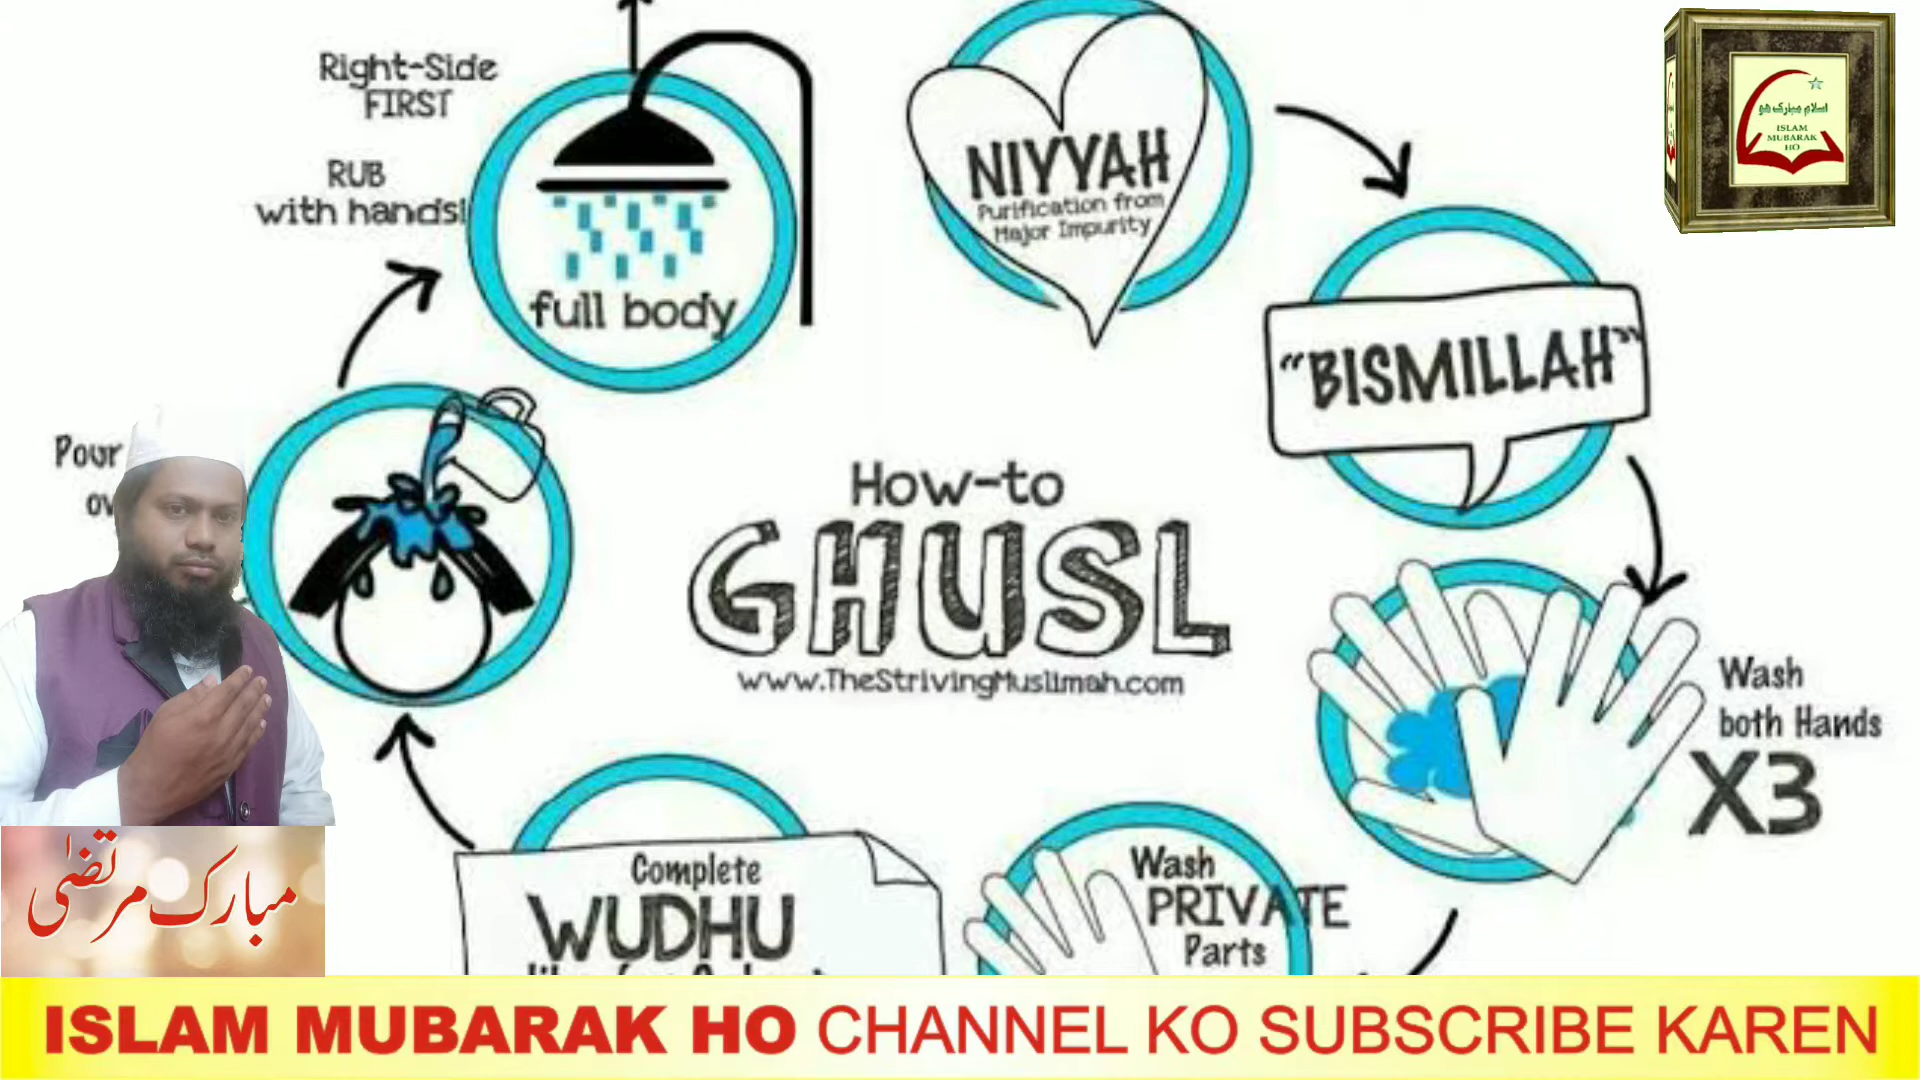 Right-Side
FIRST
RUB
with hands!
full body
NIYYAH
Purification from
Major Impurity
"BISMILLAH"
اسلام مبارک ھو
ISLAM
MUBARAK
HO
Pour
How-to
GHUSL
www.TheStrivingMuslimah.com
Wash
both Hands
X3
Wash
PRIVATE
Parts
Complete
WUDHU
مبارک مرتضیٰ
ISLAM MUBARAK HO CHANNEL KO SUBSCRIBE KAREN